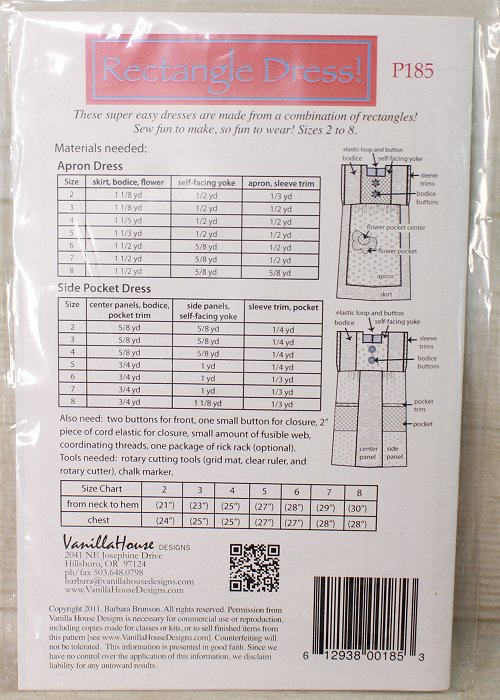 Rectangle Dress!
P185
These super easy dresses are made from a combination of rectangles!
Sew fun to make, so fun to wear! Sizes 2 to 8.
Materials needed:
Apron Dress
Size skirt, bodice, flower self-facing yoke apron, sleeve trim
2 1 1/8 yd 1/2 yd 1/3 yd
3 1 1/8 yd 1/2 yd 1/2 yd
4 1 1/5 yd 1/2 yd 1/2 yd
5 1 1/3 yd 1/2 yd 1/2 yd
6 1 1/2 yd 5/8 yd 1/2 yd
7 1 1/2 yd 5/8 yd 1/2 yd
8 1 1/2 yd 5/8 yd 5/8 yd
elastic loop and button
bodice
self-facing yoke
sleeve
trims
bodice
buttons
flower pocket center
flower pocket
apron
skirt
Side Pocket Dress
Size center panels, bodice, pocket trim side panels, self-facing yoke sleeve trim, pocket
2 5/8 yd 5/8 yd 1/4 yd
3 5/8 yd 5/8 yd 1/4 yd
4 5/8 yd 5/8 yd 1/4 yd
5 3/4 yd 1 yd 1/4 yd
6 3/4 yd 1 yd 1/3 yd
7 3/4 yd 1 yd 1/3 yd
8 3/4 yd 1 1/8 yd 1/3 yd
elastic loop and button
bodice
self-facing yoke
sleeve
trims
bodice
buttons
pocket
trim
pocket
center
panel
side
panel
Also need: two buttons for front, one small button for closure, 2"
piece of cord elastic for closure, small amount of fusible web,
coordinating threads, one package of rick rack (optional).
Tools needed: rotary cutting tools (grid mat, clear ruler, and
rotary cutter), chalk marker.
Size Chart 2 3 4 5 6 7 8
from neck to hem (21") (23") (25") (27") (28") (29") (30")
chest (24") (25") (25") (27") (27") (28") (28")
VanillaHouse DESIGNS
2041 NE Josephine Drive
Hillsboro, OR 97124
ph/fax 503.648.0798
barbara@vanillahousedesigns.com
www.VanillaHouseDesigns.com
Copyright 2011. Barbara Brunson. All rights reserved. Permission from
Vanilla House Designs is necessary for commercial use or reproduction,
including copies made for classes or kits, or to sell finished items from
this pattern [see www.VanillaHouseDesigns.com]. Counterfeiting will
not be tolerated. This information is presented in good faith. Since we
have no control over the application of this information, we disclaim
liability for any untoward results.
6 12938 00185 3